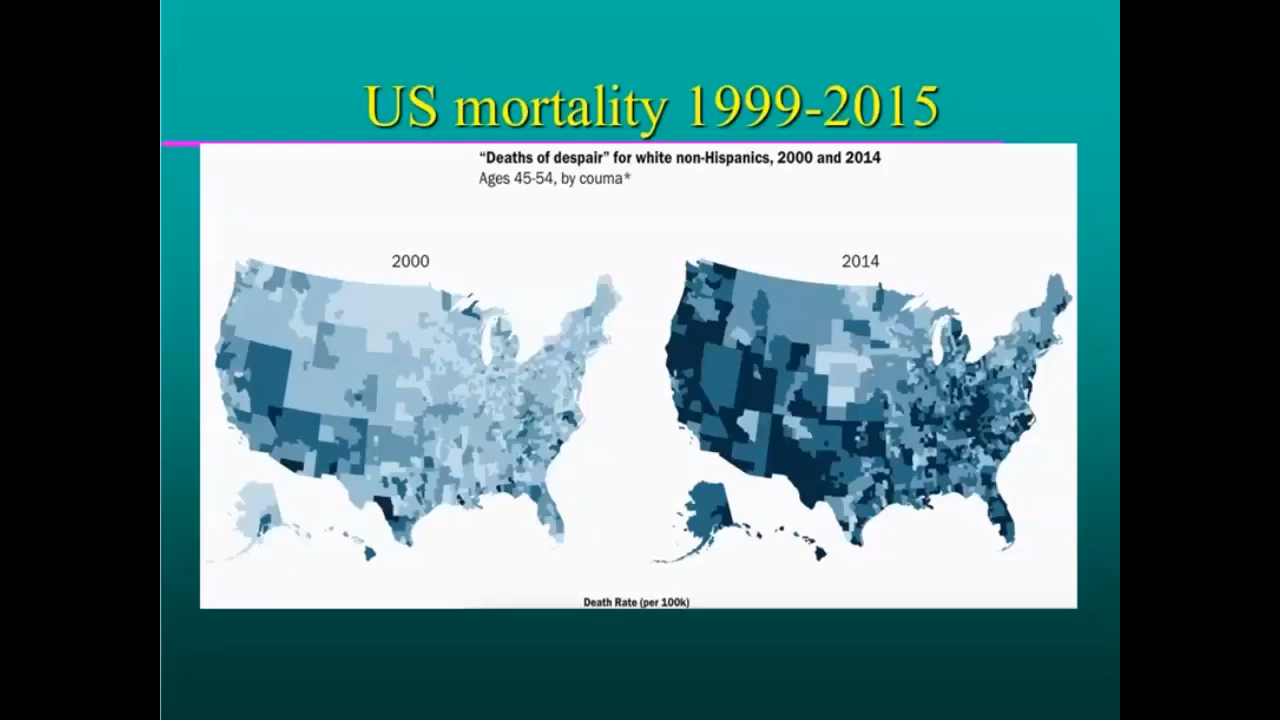 US mortality 1999-2015
“Deaths of despair” for white non-Hispanics, 2000 and 2014
Ages 45-54, by couma*
2000
2014
Death Rate (per 100k)